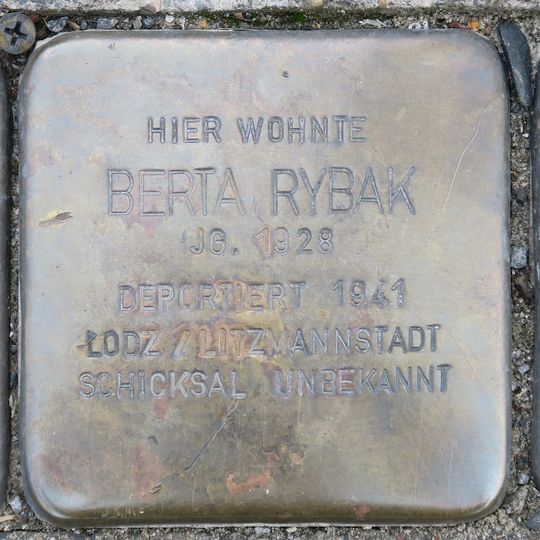 HIER WOHNTE
BERTA RYBAK
JG. 1928
DEPORTIERT 1941
LODZ / LITZMANNSTADT
SCHICKSAL UNBEKANNT